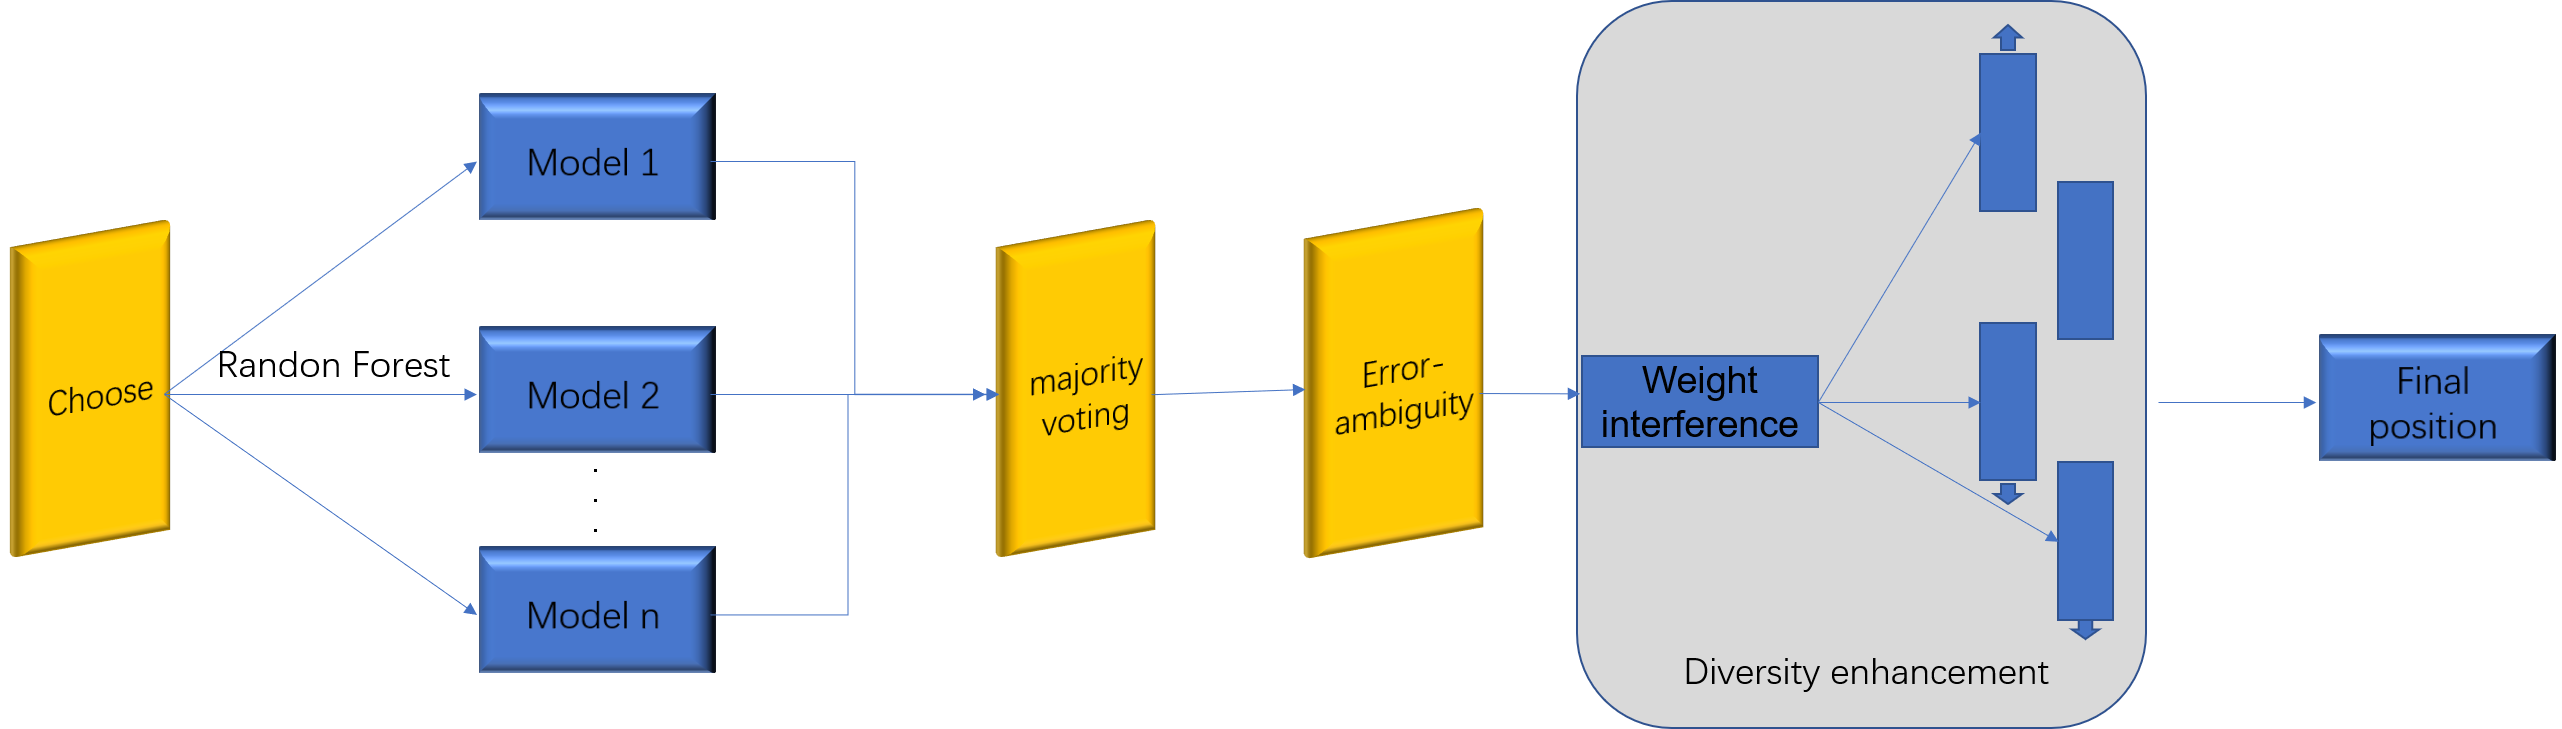 Choose
Randon Forest
Model 1
Model 2
.
.
.
Model n
majority
voting
Error-
ambiguity
Weight
interference
Diversity enhancement
Final
position